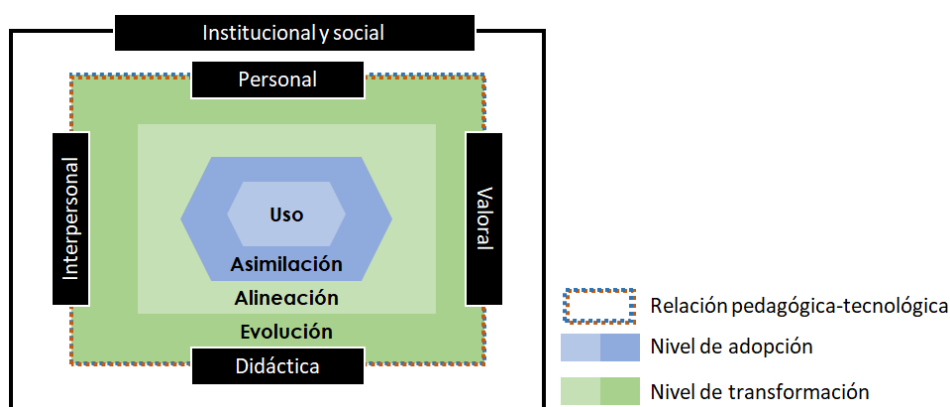 Institucional y social
Personal
Interpersonal
Valoral
Uso
Asimilación
Alineación
Evolución
Didáctica
Relación pedagógica-tecnológica
Nivel de adopción
Nivel de transformación